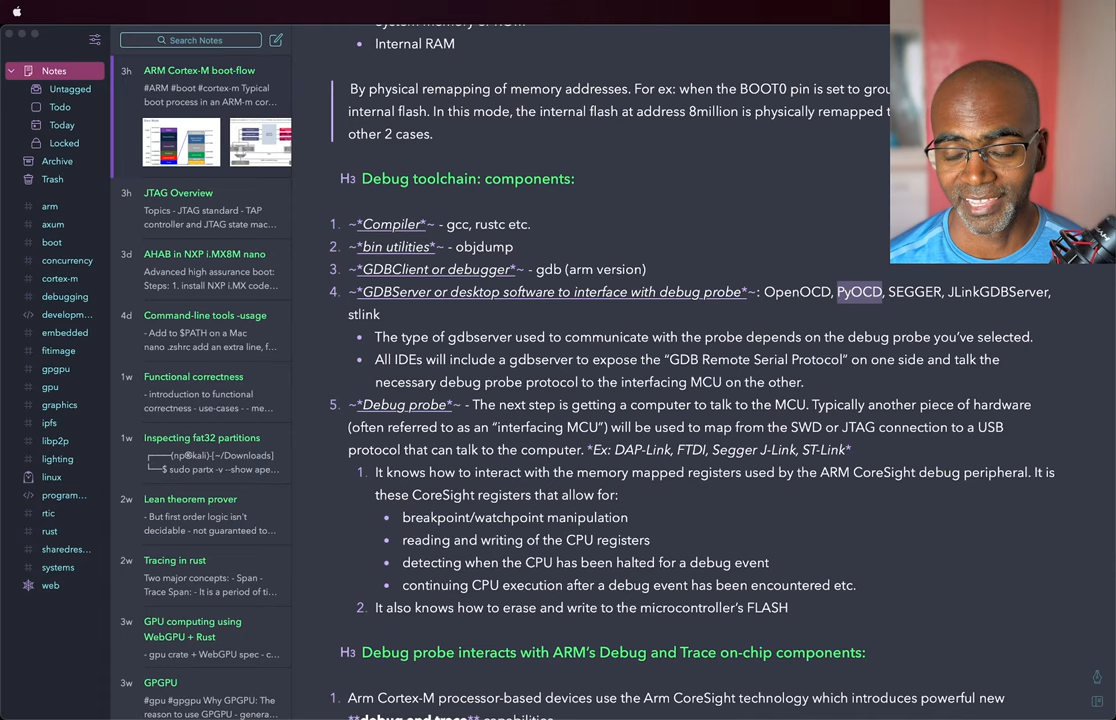 Search Notes
Notes
Untagged
Todo
Today
Locked
Archive
Trash
arm
axum
boot
concurrency
cortex-m
debugging
developm...
embedded
fitimage
gpgpu
gpu
graphics
ipfs
libp2p
lighting
linux
program...
rtic
rust
sharedres...
systems
web
3h ARM Cortex-M boot-flow
#ARM #boot #cortex-m Typical
boot process in an ARM-m cor...
3h JTAG Overview
Topics - JTAG standard - TAP
controller and JTAG state mac...
3d AHAB in NXP i.MX8M nano
Advanced high assurance boot:
Steps: 1. install NXP i.MX code...
4d Command-line tools -usage
- Add to $PATH on a Mac
nano .zshrc add an extra line, f...
1w Functional correctness
- introduction to functional
correctness - use-cases - - me...
1w Inspecting fat32 partitions
┌──(np㉿kali)-[~/Downloads]
└─$ sudo partx -v --show ape...
2w Lean theorem prover
- But first order logic isn't
decidable - not guaranteed to...
2w Tracing in rust
Two major concepts: - Span -
Trace Span: - It is a period of ti...
3w GPU computing using
WebGPU + Rust
- gpu crate + WebGPU spec - c...
3w GPGPU
#gpu #gpgpu Why GPGPU: The
reason to use GPGPU - genera...
• Internal RAM
By physical remapping of memory addresses. For ex: when the BOOT0 pin is set to
internal flash. In this mode, the internal flash at address 8million is physically remapped
other 2 cases.
H3 Debug toolchain: components:
1. ~*Compiler*~ - gcc, rustc etc.
2. ~*bin utilities*~ - objdump
3. ~*GDBClient or debugger*~ - gdb (arm version)
4. ~*GDBServer or desktop software to interface with debug probe*~: OpenOCD, PyOCD, SEGGER, JLinkGDBServer,
stlink
• The type of gdbserver used to communicate with the probe depends on the debug probe you've selected.
• All IDEs will include a gdbserver to expose the "GDB Remote Serial Protocol" on one side and talk the
necessary debug probe protocol to the interfacing MCU on the other.
5. ~*Debug probe*~ - The next step is getting a computer to talk to the MCU. Typically another piece of hardware
(often referred to as an "interfacing MCU") will be used to map from the SWD or JTAG connection to a USB
protocol that can talk to the computer. *Ex: DAP-Link, FTDI, Segger J-Link, ST-Link*
1. It knows how to interact with the memory mapped registers used by the ARM CoreSight debug peripheral. It is
these CoreSight registers that allow for:
• breakpoint/watchpoint manipulation
• reading and writing of the CPU registers
• detecting when the CPU has been halted for a debug event
• continuing CPU execution after a debug event has been encountered etc.
2. It also knows how to erase and write to the microcontroller's FLASH
H3 Debug probe interacts with ARM's Debug and Trace on-chip components:
1. Arm Cortex-M processor-based devices use the Arm CoreSight technology which introduces powerful new
**debug and trace** capabilities